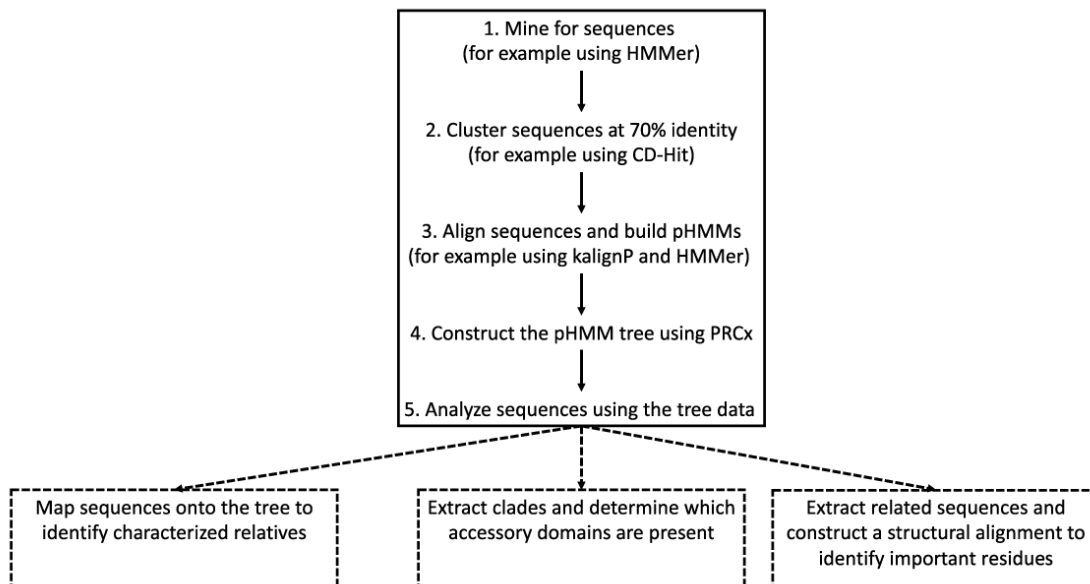 1. Mine for sequences
(for example using HMMer)
2. Cluster sequences at 70% identity
(for example using CD-Hit)
3. Align sequences and build pHMMs
(for example using kalignP and HMMer)
4. Construct the pHMM tree using PRCx
5. Analyze sequences using the tree data
Map sequences onto the tree to
identify characterized relatives
Extract clades and determine which
accessory domains are present
Extract related sequences and
construct a structural alignment to
identify important residues